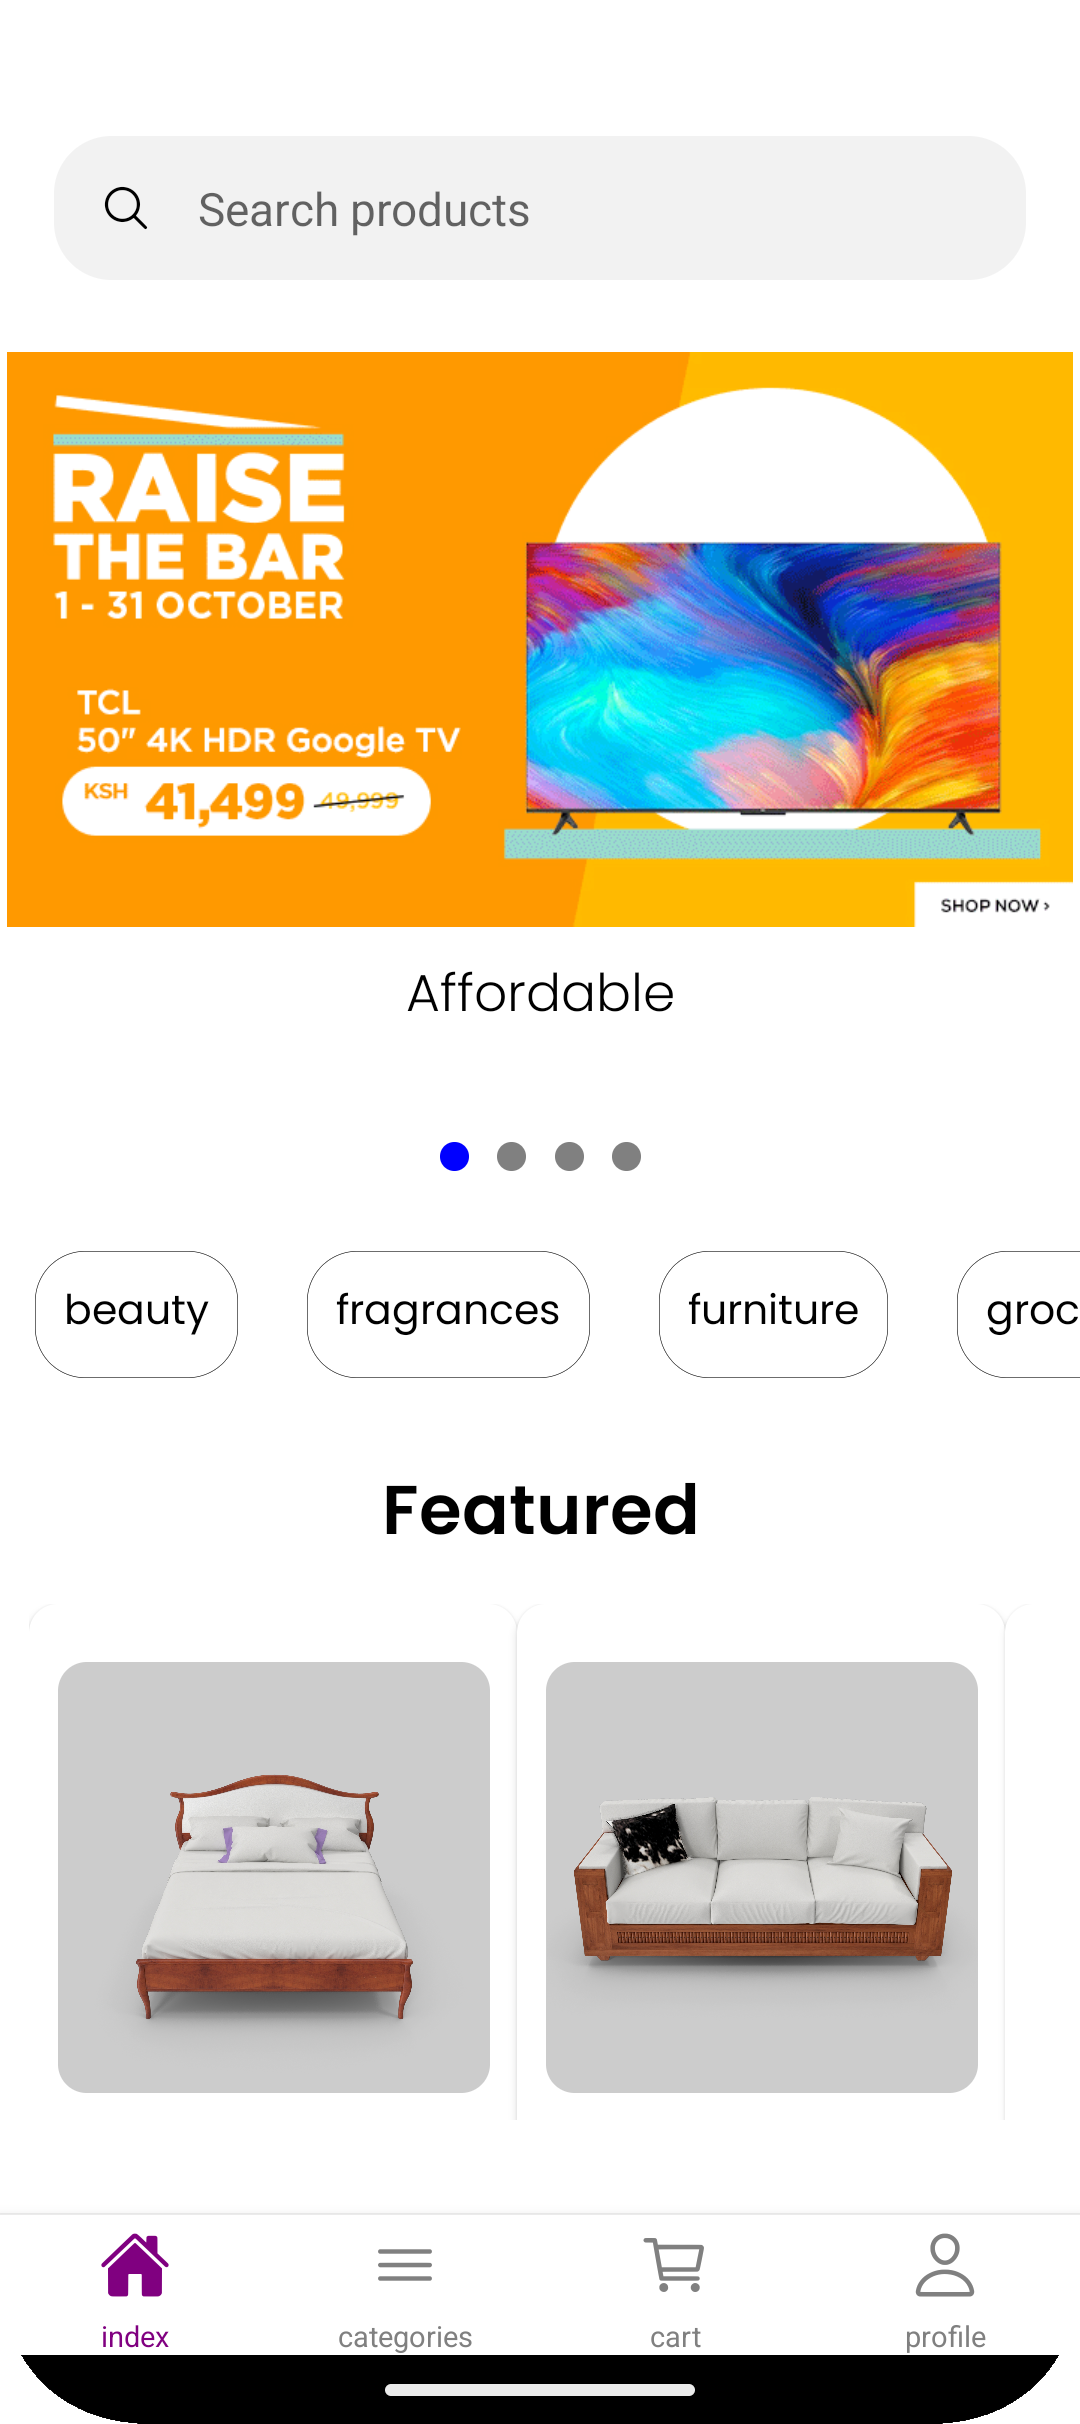 Search products
RAISE
THE BAR
1 - 31 OCTOBER
TCL
50" 4K HDR Google TV
KSH 41,499 49,999
SHOP NOW ›
Affordable
beauty fragrances furniture groc
Featured
index categories cart profile